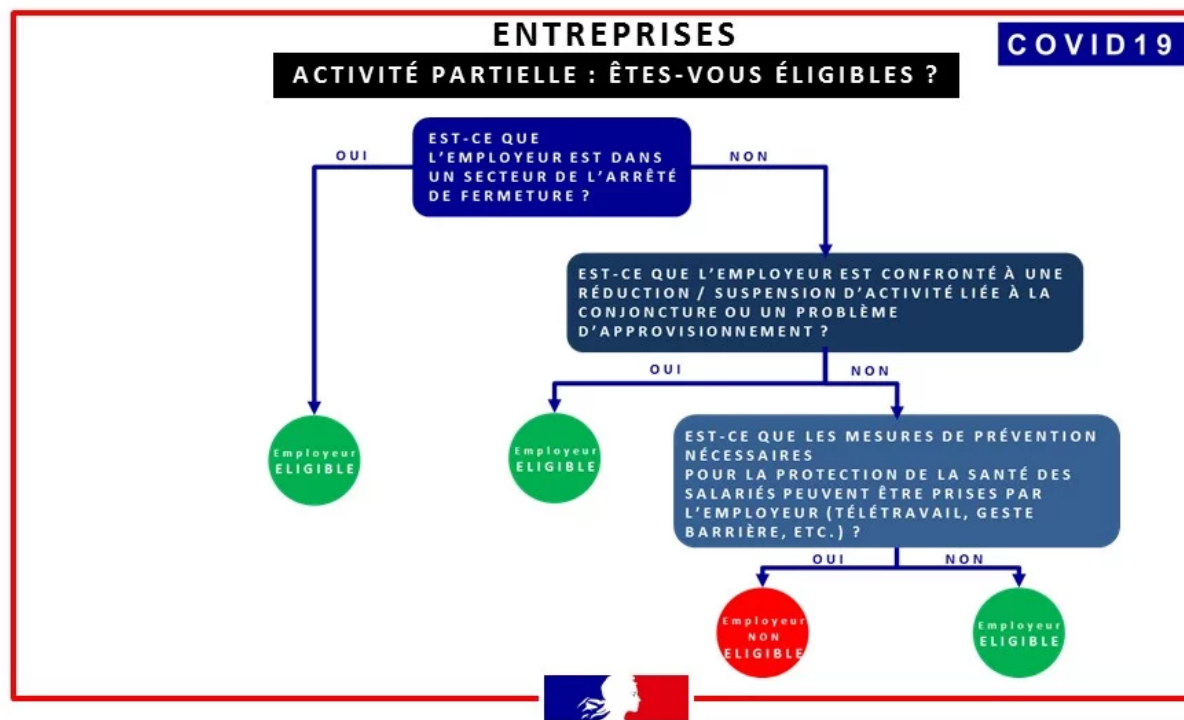 ENTREPRISES
COVID19
ACTIVITÉ PARTIELLE : ÊTES-VOUS ÉLIGIBLES ?
EST-CE QUE
L'EMPLOYEUR EST DANS
UN SECTEUR DE L'ARRÊTÉ
DE FERMETURE ?
OUI
NON
EST-CE QUE L'EMPLOYEUR EST CONFRONTÉ À UNE
RÉDUCTION / SUSPENSION D'ACTIVITÉ LIÉE À LA
CONJONCTURE OU UN PROBLÈME
D'APPROVISIONNEMENT ?
OUI
NON
Employeur
ELIGIBLE
Employeur
ELIGIBLE
EST-CE QUE LES MESURES DE PRÉVENTION
NÉCESSAIRES
POUR LA PROTECTION DE LA SANTÉ DES
SALARIÉS PEUVENT ÊTRE PRISES PAR
L'EMPLOYEUR (TÉLÉTRAVAIL, GESTE
BARRIÈRE, ETC.) ?
OUI
NON
Employeur
NON
ELIGIBLE
Employeur
ELIGIBLE